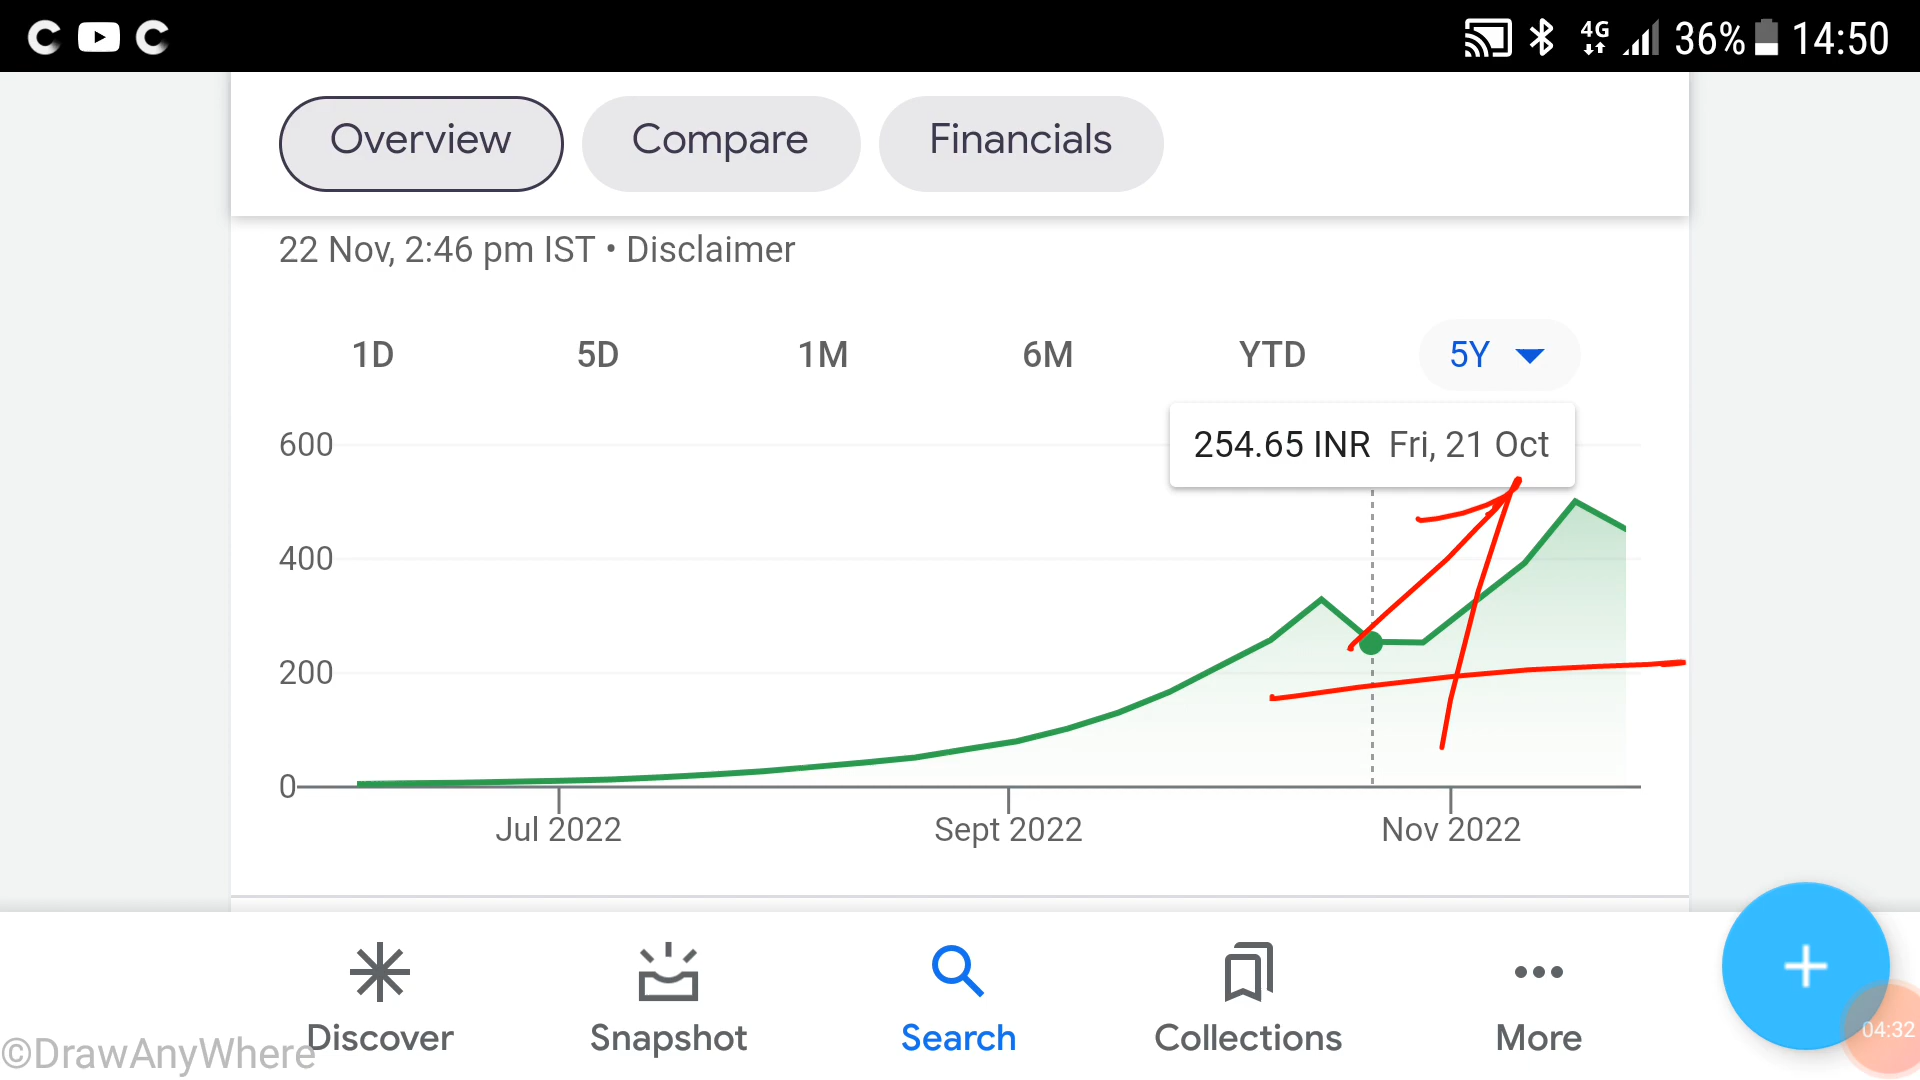 4G 36% 14:50
Overview Compare Financials
22 Nov, 2:46 pm IST • Disclaimer
1D 5D 1M 6M YTD 5Y
254.65 INR Fri, 21 Oct
600
400
200
0
Jul 2022 Sept 2022 Nov 2022
Discover Snapshot Search Collections More
04:32
©DrawAnyWhere